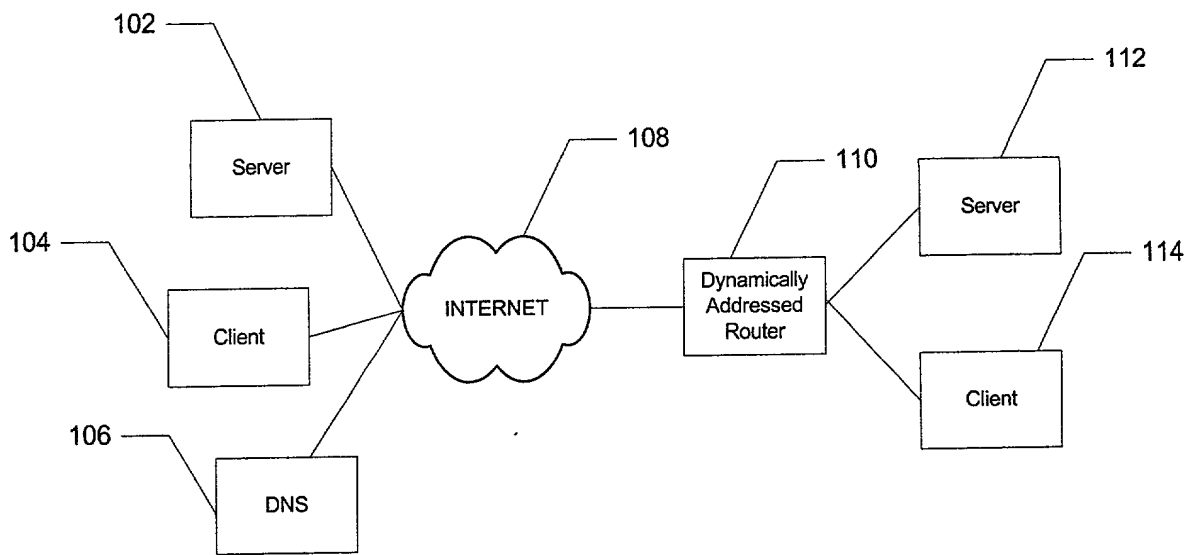 102
Server
104
Client
106
DNS
108
INTERNET
110
Dynamically
Addressed
Router
112
Server
114
Client